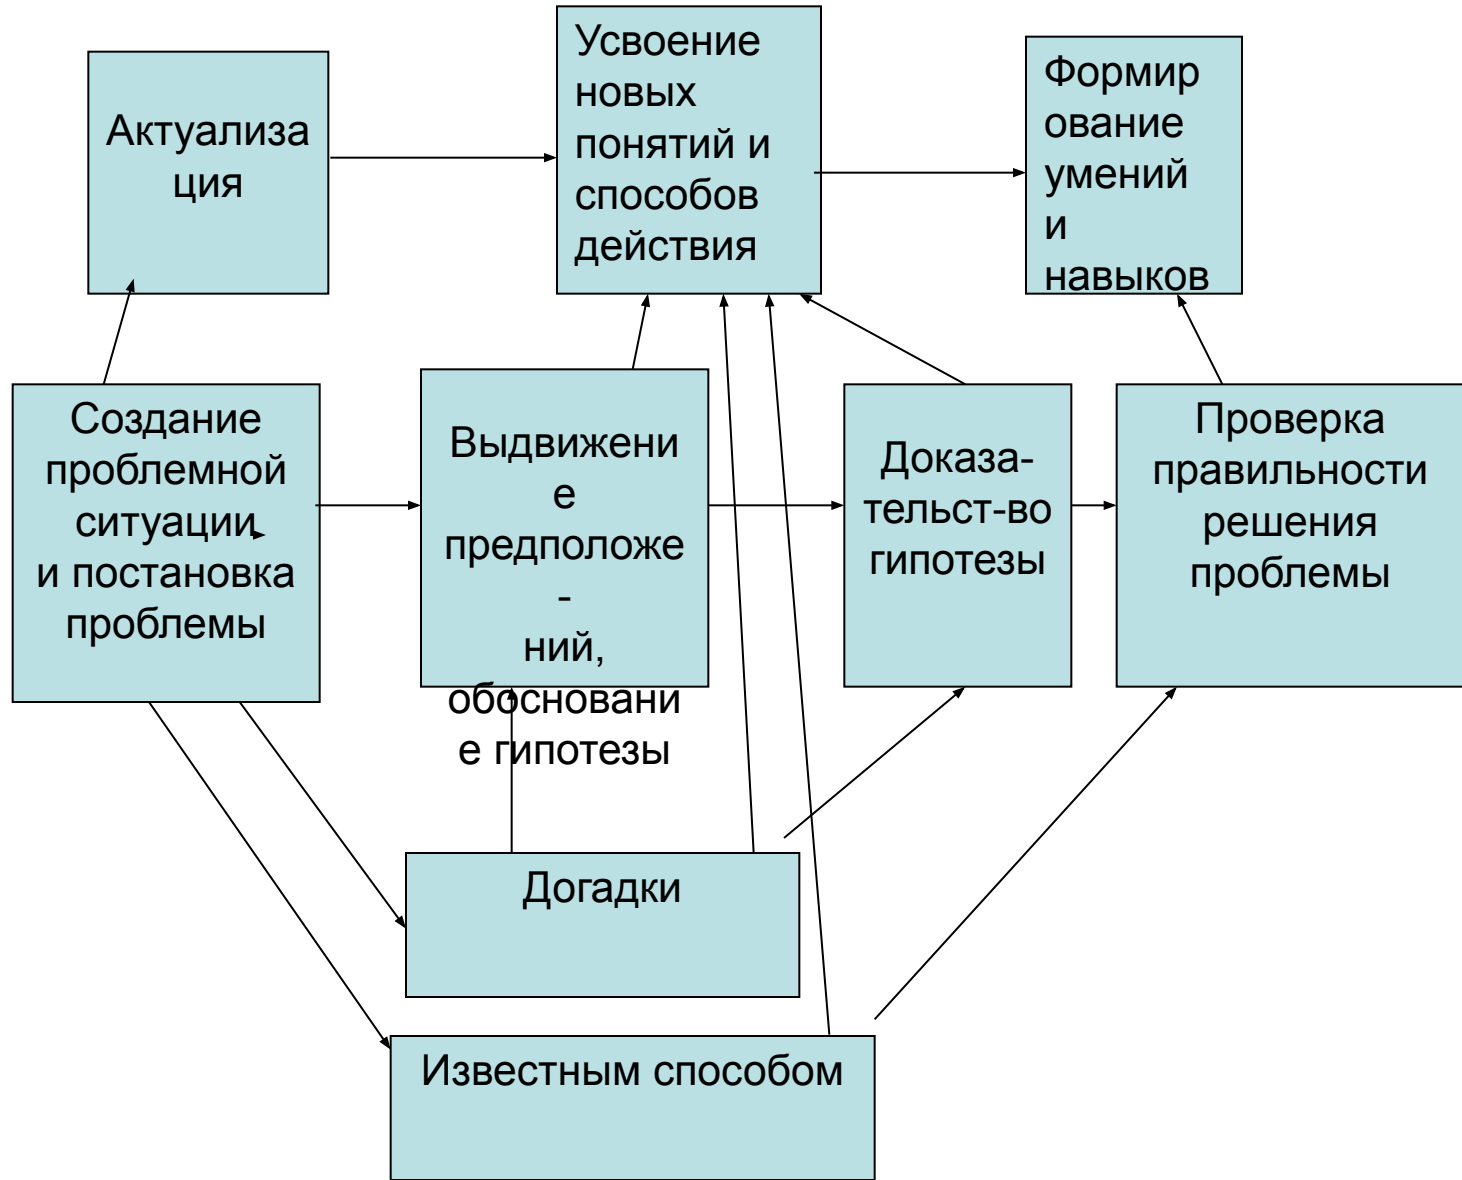 Актуализа
ция
Усвоение
новых
понятий и
способов
действия
Формир
ование
умений
и
навыков
Создание
проблемной
ситуации
и постановка
проблемы
Выдвижени
е
предположе
-
ний,
обосновани
е гипотезы
Доказа-
тельст-во
гипотезы
Проверка
правильности
решения
проблемы
Догадки
Известным способом